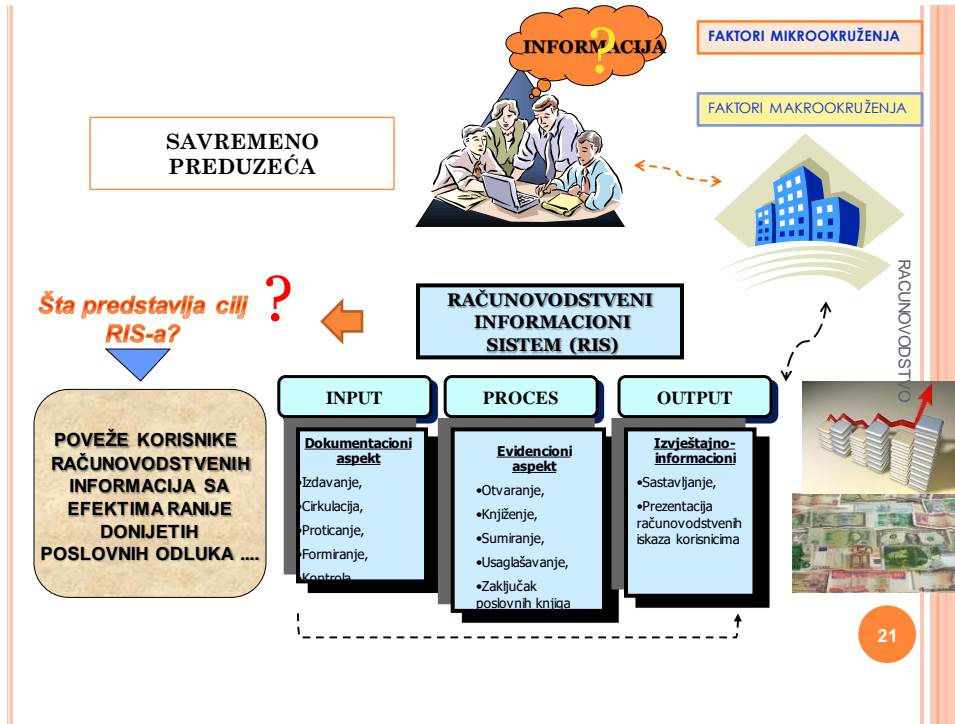 INFORMACIJA
?
FAKTORI MIKROOKRUŽENJA
FAKTORI MAKROOKRUŽENJA
SAVREMENO
PREDUZEĆA
RACUNOVODSTVO
Šta predstavlja cilj
RIS-a?
?
RAČUNOVODSTVENI
INFORMACIONI
SISTEM (RIS)
POVEŽE KORISNIKE
RAČUNOVODSTVENIH
INFORMACIJA SA
EFEKTIMA RANIJE
DONIJETIH
POSLOVNIH ODLUKA ....
INPUT
Dokumentacioni
aspekt
•Izdavanje,
•Cirkulacija,
•Proticanje,
•Formiranje,
•Kontrola
PROCES
Evidencioni
aspekt
•Otvaranje,
•Knjiženje,
•Sumiranje,
•Usaglašavanje,
•Zaključak
poslovnih knjiga
OUTPUT
Izvještajno-
informacioni
•Sastavljanje,
•Prezentacija
računovodstvenih
iskaza korisnicima
21